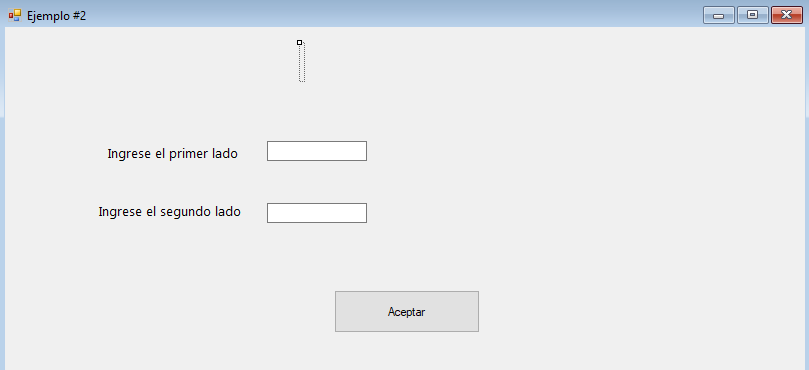 Ejemplo #2
Ingrese el primer lado
Ingrese el segundo lado
Aceptar